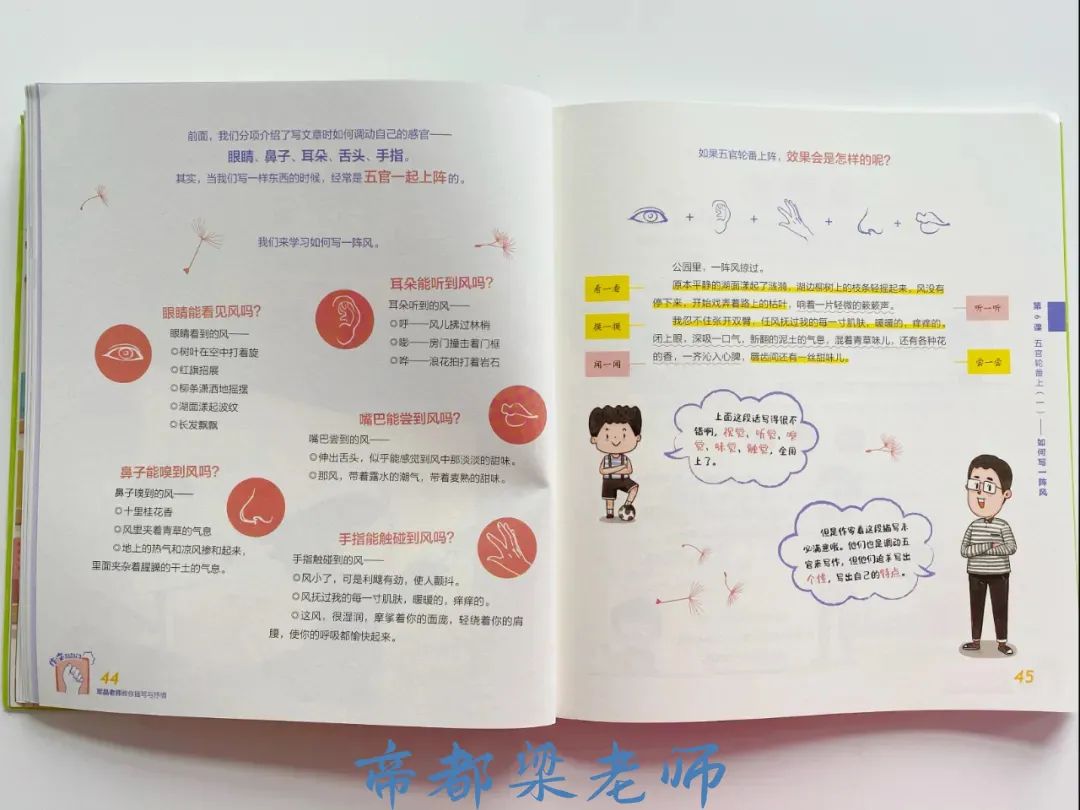 前面，我们分项介绍了写文章时如何调动自己的感官——
眼睛、鼻子、耳朵、舌头、手指。
其实，当我们写一样东西的时候，经常是五官一起上阵的。
我们来学习如何写一阵风。
眼睛能看见风吗？
眼睛看到的风——
◎树叶在空中打着旋
◎红旗招展
◎柳条潇洒地摇摆
◎湖面漾起波纹
◎长发飘飘
耳朵能听到风吗？
耳朵听到的风——
◎呼——风儿拂过林梢
◎嘭——房门撞击着门框
◎哗——浪花拍打着岩石
嘴巴能尝到风吗？
嘴巴尝到的风——
◎伸出舌头，似乎能感觉到风中那淡淡的甜味。
◎那风，带着露水的潮气，带着麦熟的甜味。
鼻子能嗅到风吗？
鼻子嗅到的风——
◎十里桂花香
◎风里夹着青草的气息
◎地上的热气和凉风掺和起来，
里面夹杂着腥臊的干土的气息。
手指能触碰到风吗？
手指触碰到的风——
◎风小了，可是利飕有劲，使人颤抖。
◎风抚过我的每一寸肌肤，暖暖的，痒痒的。
◎这风，很湿润，摩挲着你的面庞，轻绕着你的肩
腰，使你的呼吸都愉快起来。
44
教你描写与抒情
如果五官轮番上阵，效果会是怎样的呢？
+ + + +
公园里，一阵风掠过。
看一看
原本平静的湖面漾起了涟漪，湖边柳树上的枝条轻摇起来，风没有
停下来，开始戏弄着路上的枯叶，响着一片轻微的簌簌声。
听一听
摸一摸
我忍不住张开双臂，任风抚过我的每一寸肌肤，暖暖的，痒痒的。
闭上眼，深吸一口气，新翻的泥土的气息，混着青草味儿，还有各种花
闻一闻
的香，一齐沁入心脾，唇齿间还有一丝甜味儿。
尝一尝
上面这段话写得很不
错啊，视觉、听觉、嗅
觉、味觉、触觉，全用
上了。
但是作家看这段描写不
必满意哦。他们也是调动五
官来写作，但他们追求写出
个性，写出自己的特点。
第6课 五官轮番上（一）——如何写一阵风
45
帝都梁老师